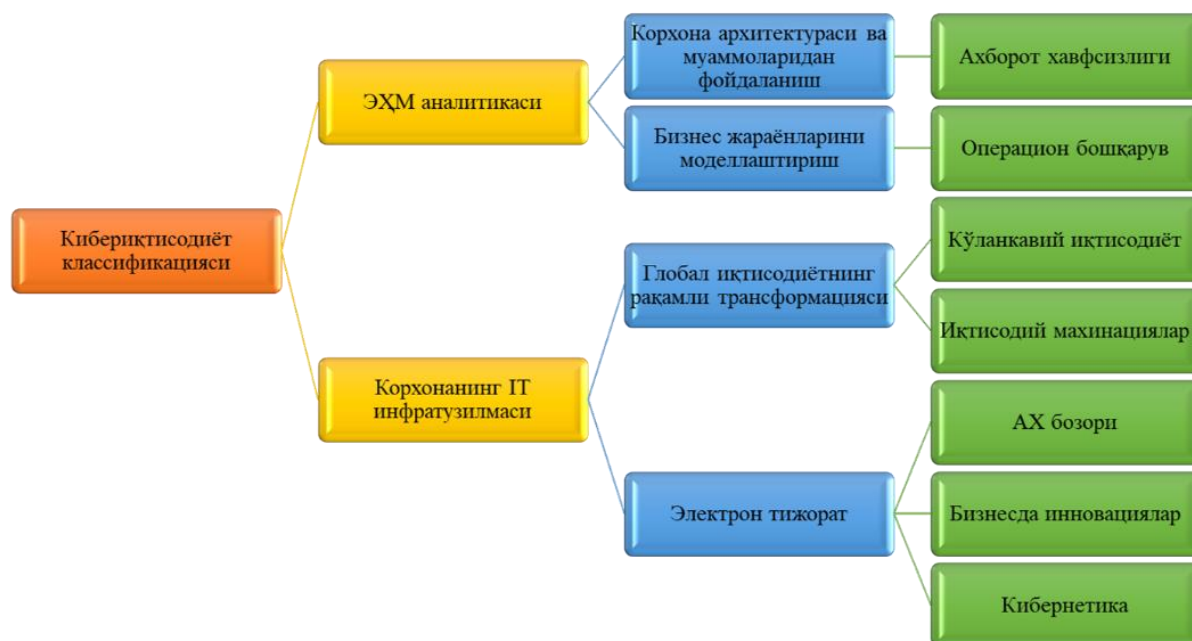 Кибериқтисодиёт
классификацияси
ЭҲМ аналитикаси
Корхона архитектураси ва
муаммоларидан
фойдаланиш
Ахборот хавфсизлиги
Бизнес жараёнларини
моделлаштириш
Операцион бошқарув
Корхонанинг IT
инфратузилмаси
Глобал иқтисодиётнинг
рақамли трансформацияси
Кўланкавий иқтисодиёт
Иқтисодий махинациялар
Электрон тижорат
АХ бозори
Бизнесда инновациялар
Кибернетика